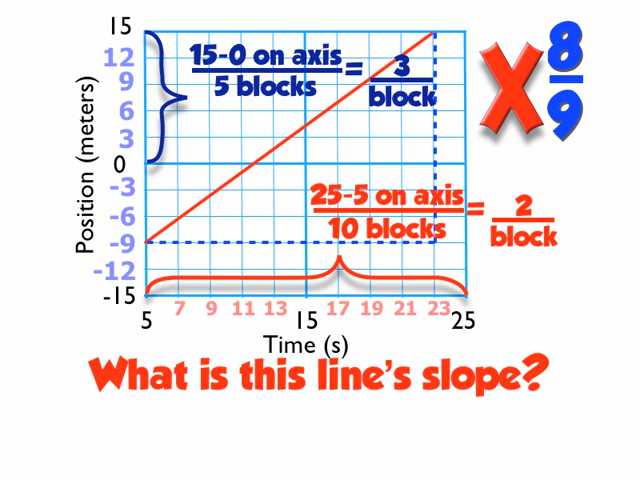 15
12
9
6
3
0
-3
-6
-9
-12
-15
Position (meters)
15-0 on axis
5 blocks
=
3
block
X
8
9
25-5 on axis
10 blocks
=
2
block
7 9 11 13 17 19 21 23
5 15 25
Time (s)
What is this line's slope?